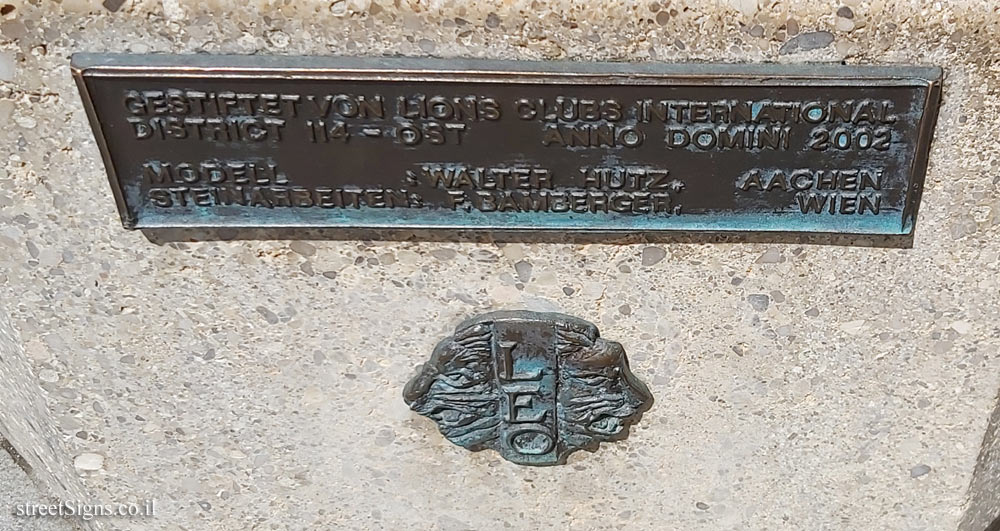 GESTIFTET VON LIONS CLUBS INTERNATIONAL
DISTRICT 114 - OST ANNO DOMINI 2002
MODELL : WALTER HUTZ, AACHEN
STEINARBEITEN: F. BAMBERGER, WIEN
LEO
streetSigns.co.il